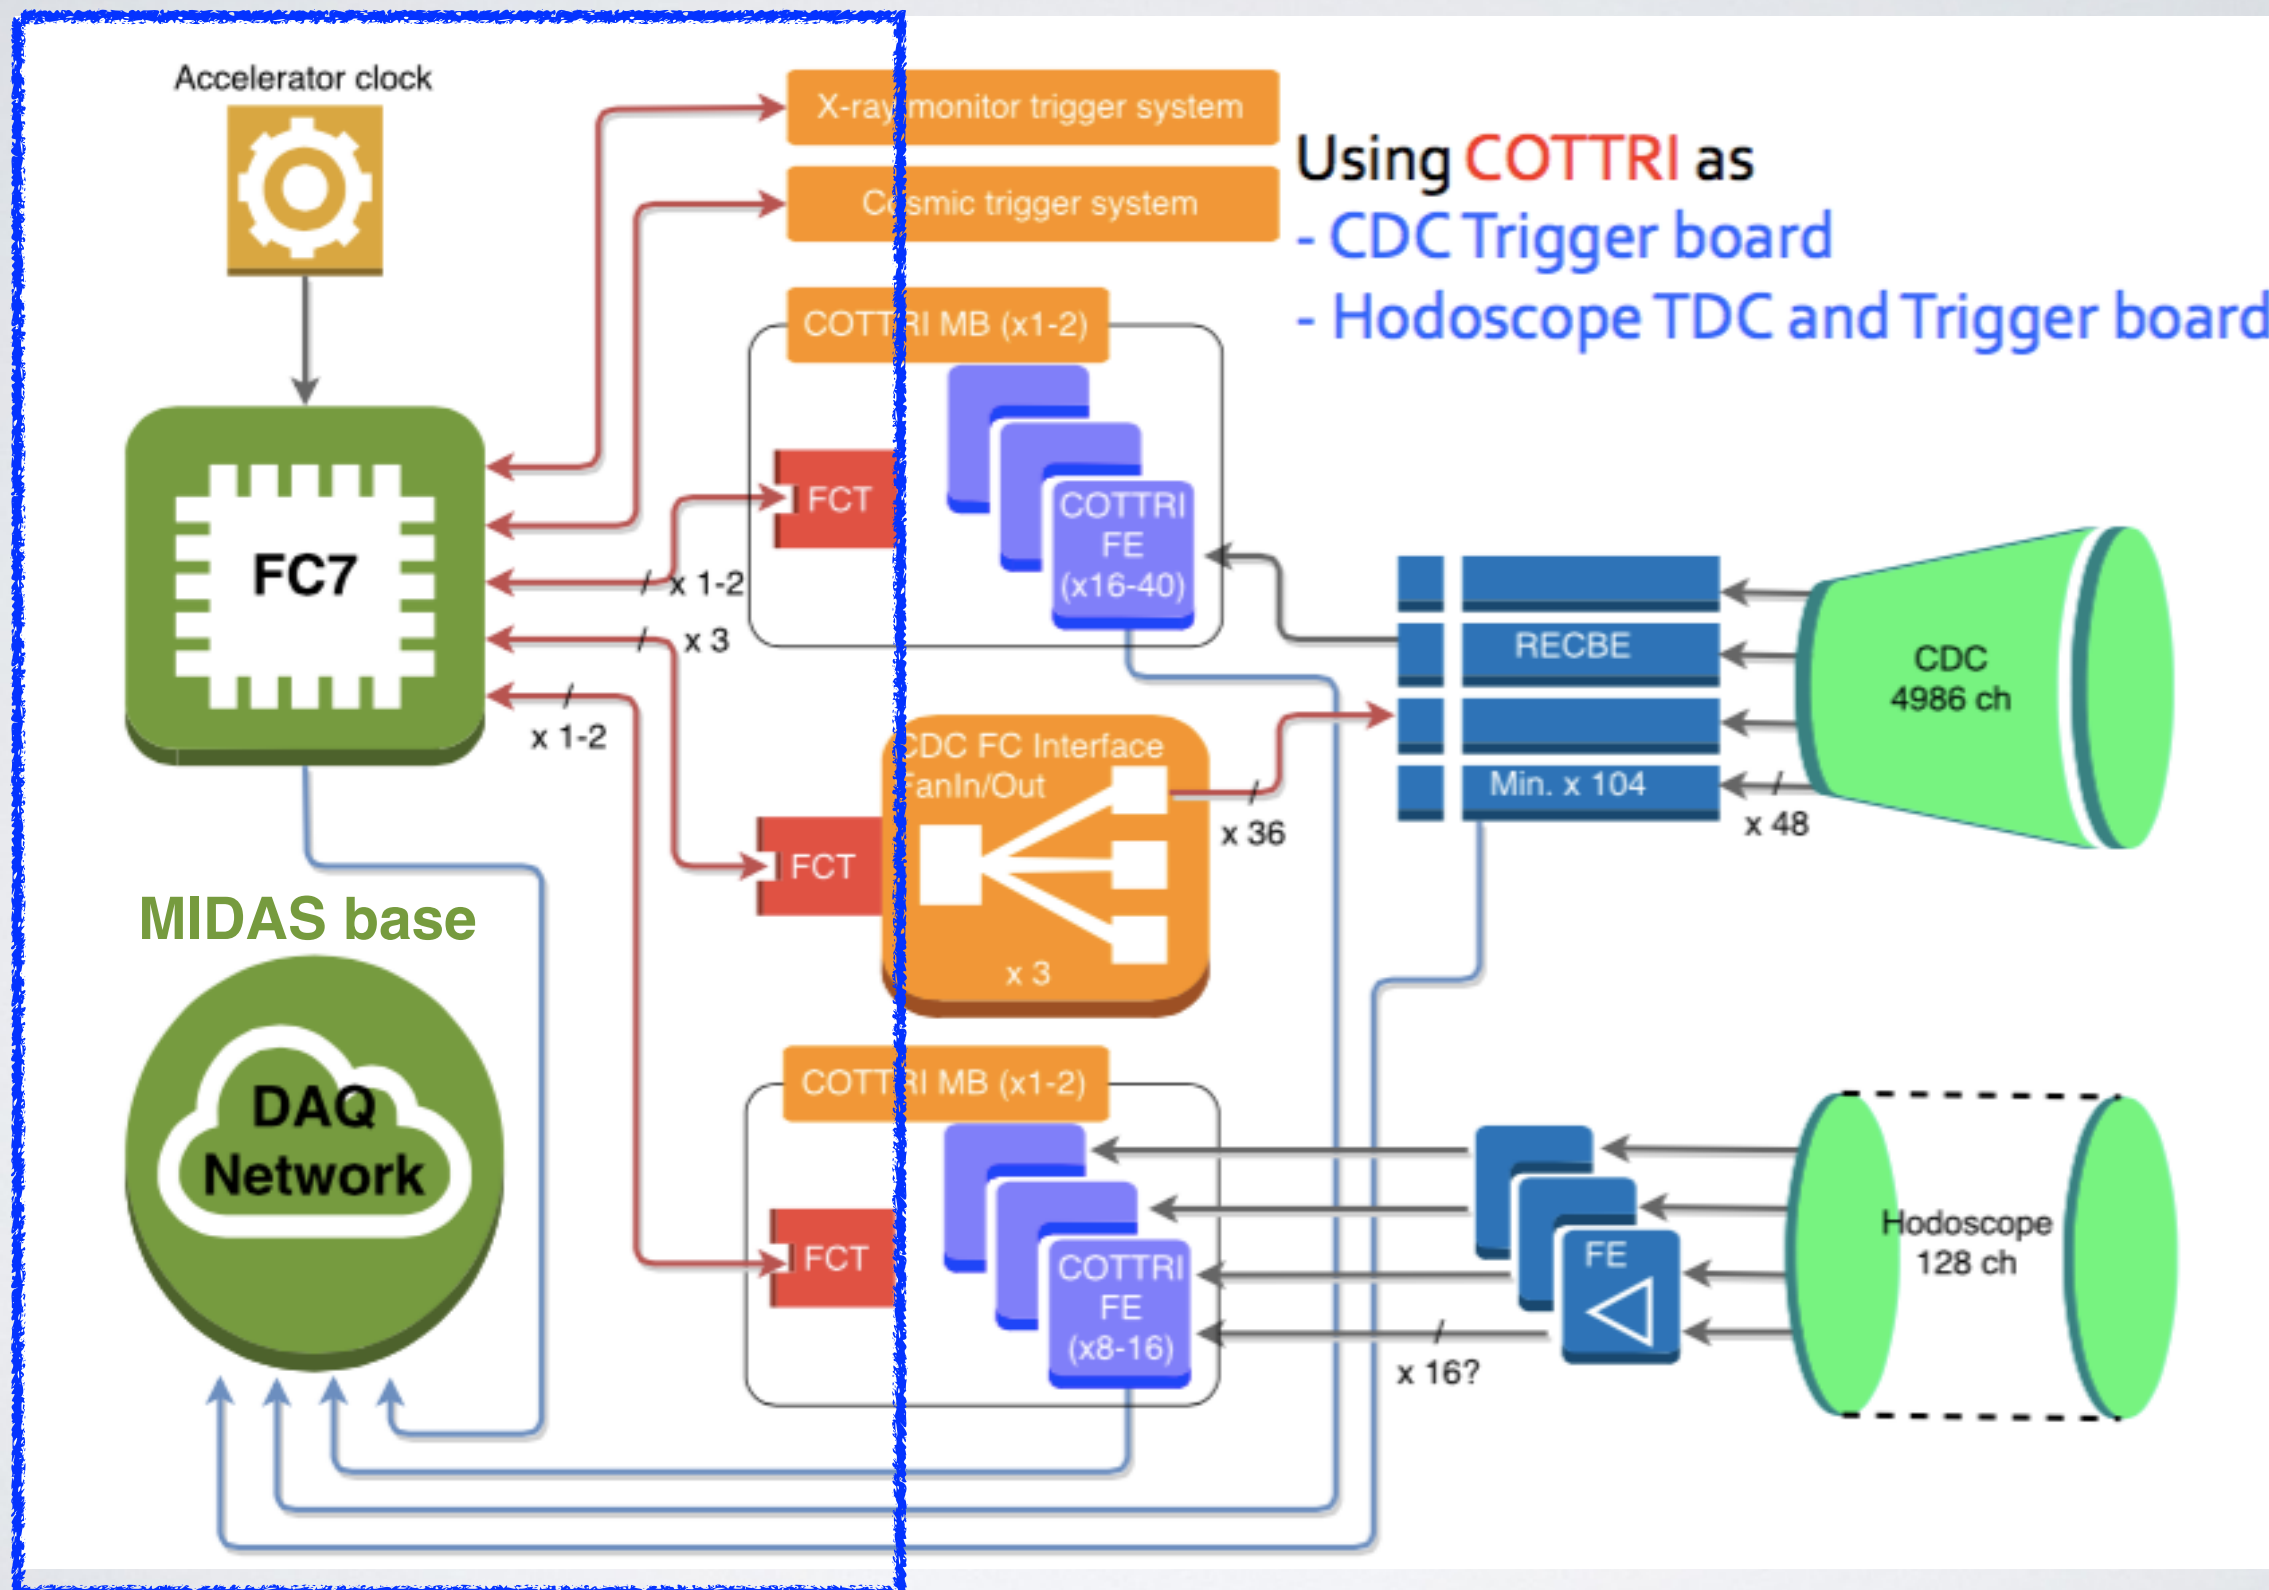 Accelerator clock
X-ray monitor trigger system
Cosmic trigger system
Using COTTRI as
- CDC Trigger board
- Hodoscope TDC and Trigger board
COTTRI MB (x1-2)
FCT
COTTRI
FE
(x16-40)
FC7
x 1-2
x 3
x 1-2
RECBE
Min. x 104
CDC
4986 ch
x 48
CDC FC Interface
FanIn/Out
x 36
FCT
x 3
MIDAS base
DAQ
Network
COTTRI MB (x1-2)
FCT
COTTRI
FE
(x8-16)
x 16?
FE
Hodoscope
128 ch